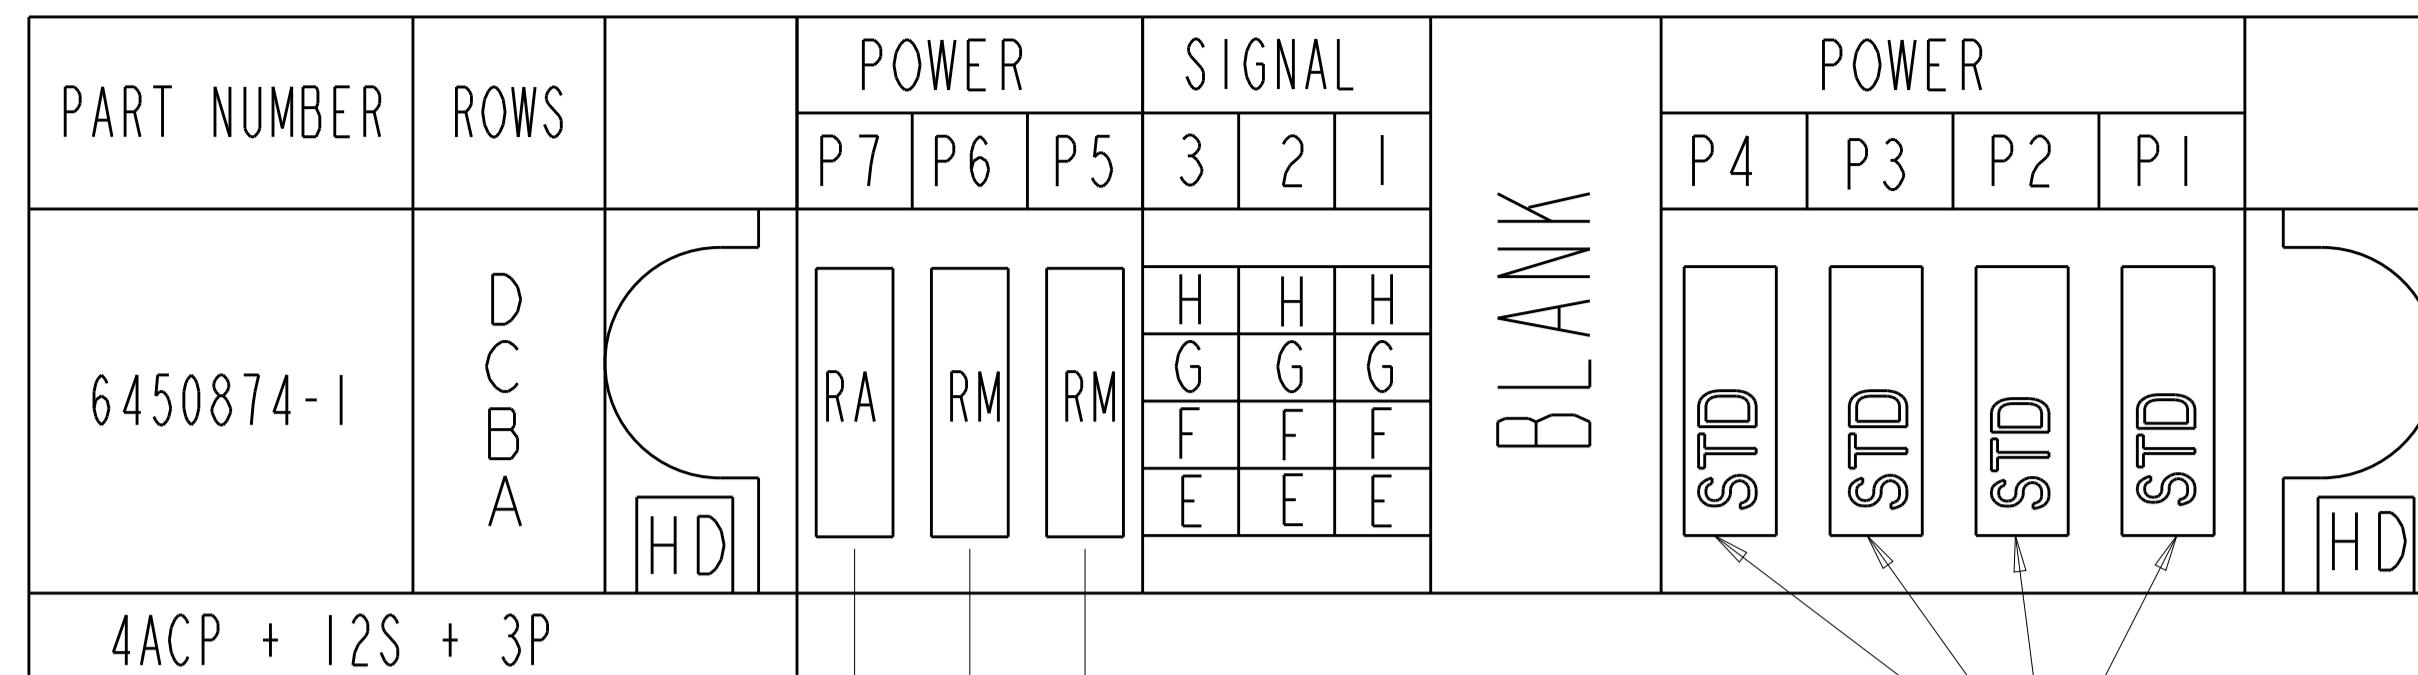 PART NUMBER ROWS POWER SIGNAL BLANK POWER
P7 P6 P5 3 2 1 P4 P3 P2 P1
6450874-1
D
C
B
A
HD
RA RM RM
H H H
G G G
F F F
E E E
STD STD STD STD
HD
4ACP + 12S + 3P